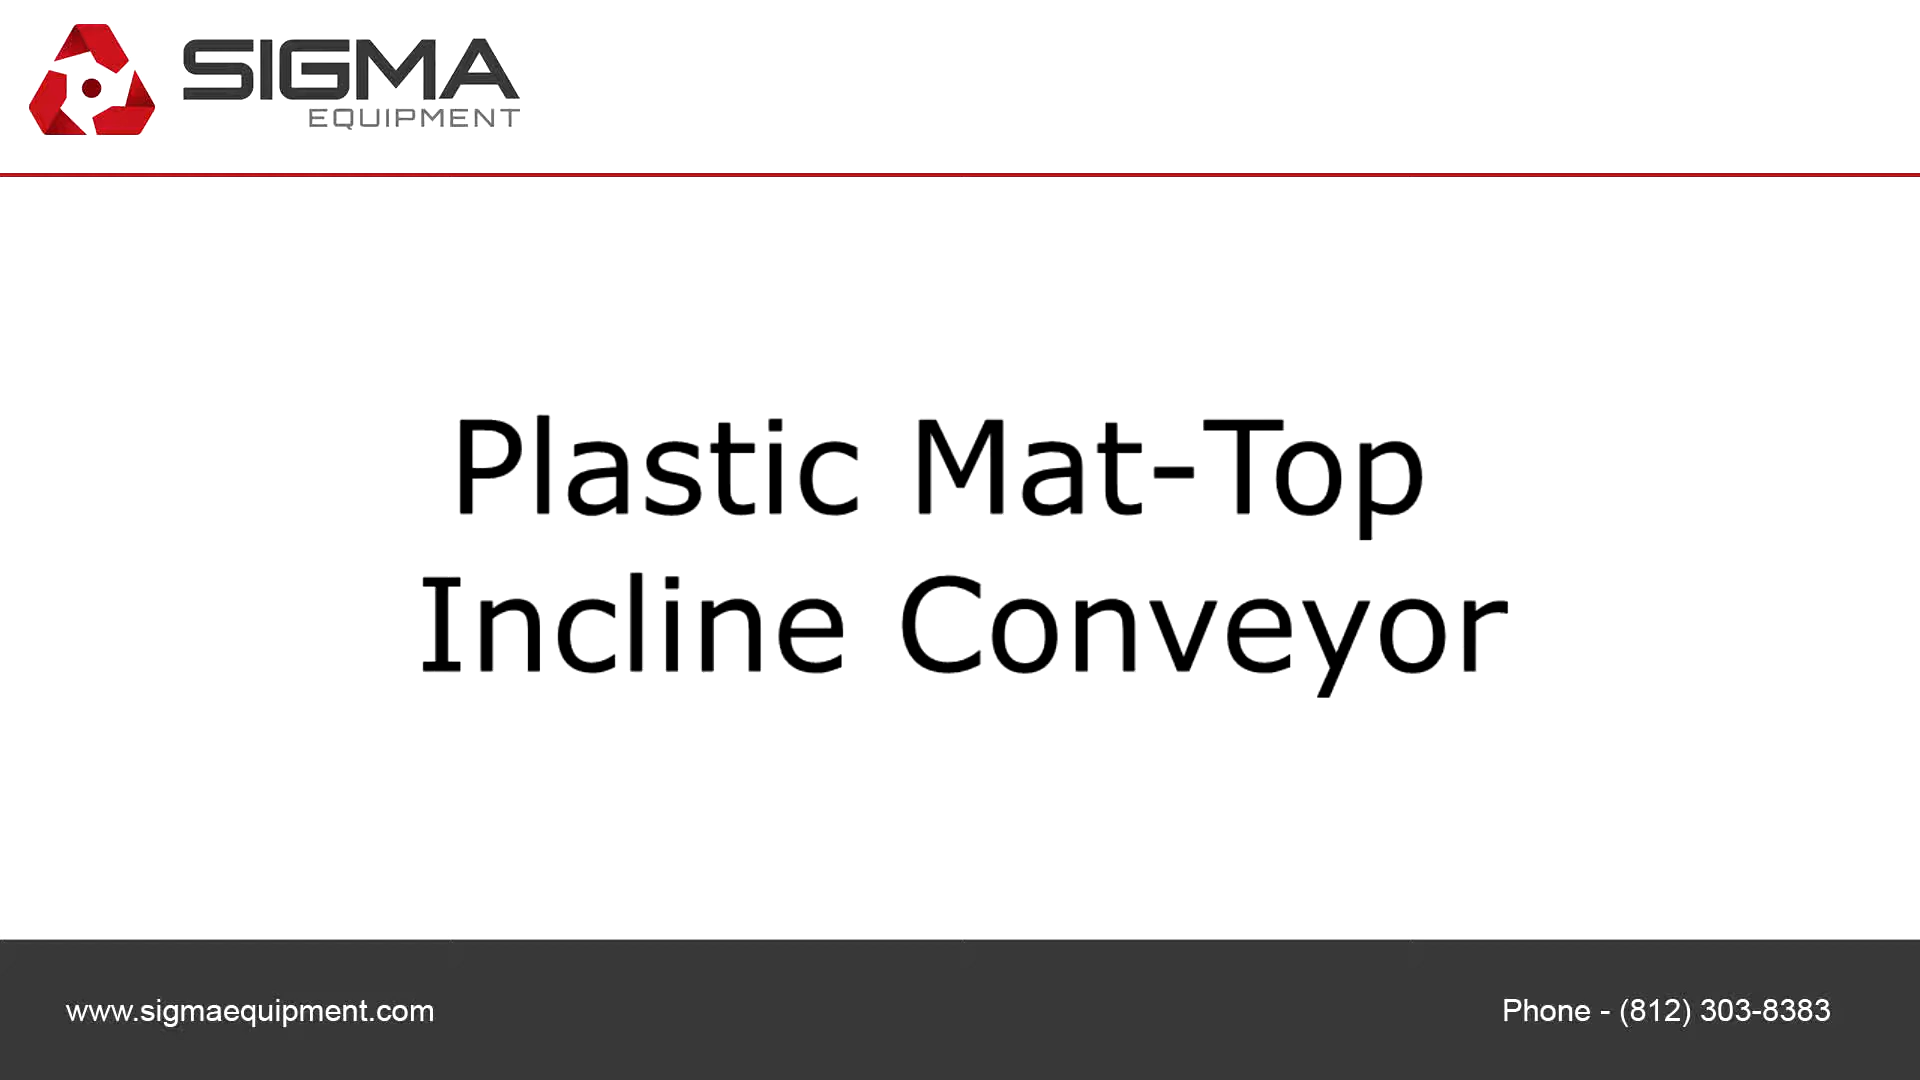 SIGMA
EQUIPMENT
Plastic Mat-Top
Incline Conveyor
www.sigmaequipment.com
Phone - (812) 303-8383